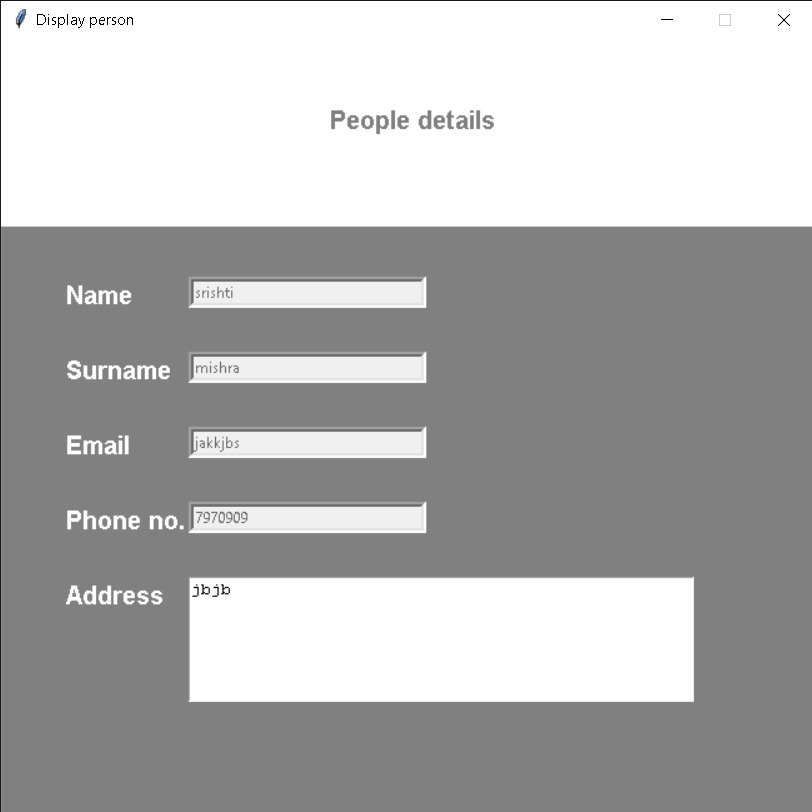 Display person
People details
Name srishti
Surname mishra
Email jakkjbs
Phone no. 7970909
Address jbjb